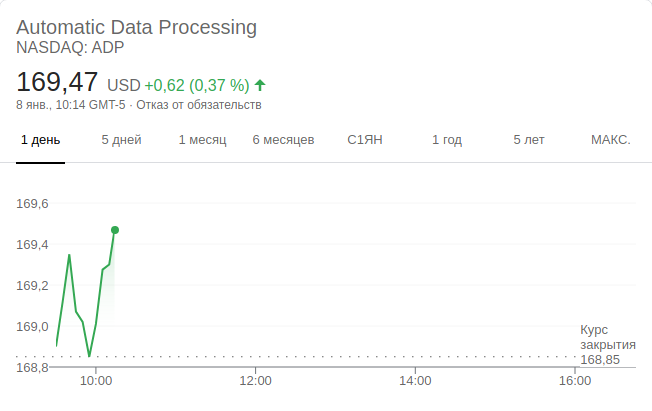 Automatic Data Processing
NASDAQ: ADP
169,47 USD +0,62 (0,37 %)
8 янв., 10:14 GMT-5 · Отказ от обязательств
1 день 5 дней 1 месяц 6 месяцев С1ЯН 1 год 5 лет МАКС.
169,6
169,4
169,2
169,0
168,8
Курс
закрытия
168,85
10:00 12:00 14:00 16:00